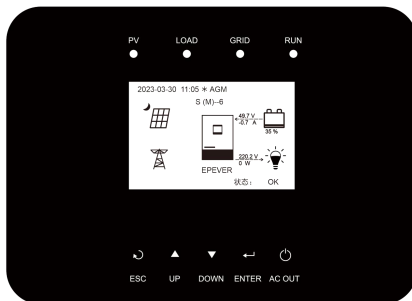 PV LOAD GRID RUN
2023-03-30 11:05 * AGM
S (M)--6
49.7 V
-0.7 A
35 %
220.2 V
0 W
EPEVER
状态: OK
ESC UP DOWN ENTER AC OUT